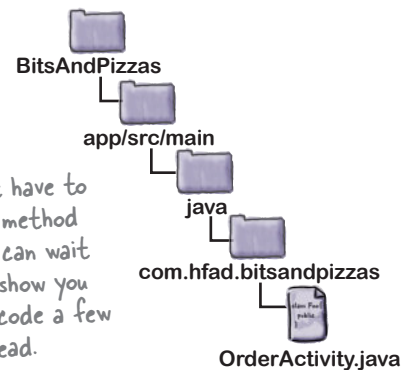 BitsAndPizzas
app/src/main
java
com.hfad.bitsandpizzas
OrderActivity.java
have to
method
can wait
show you
code a few
ead.